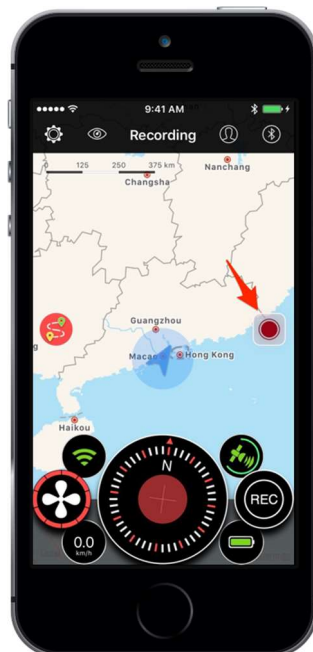 9:41 AM
Recording
0 125 250 375 km
Nanchang
Changsha
Guangzhou
Macao
Hong Kong
g
Haikou
N
REC
0.0
km/h